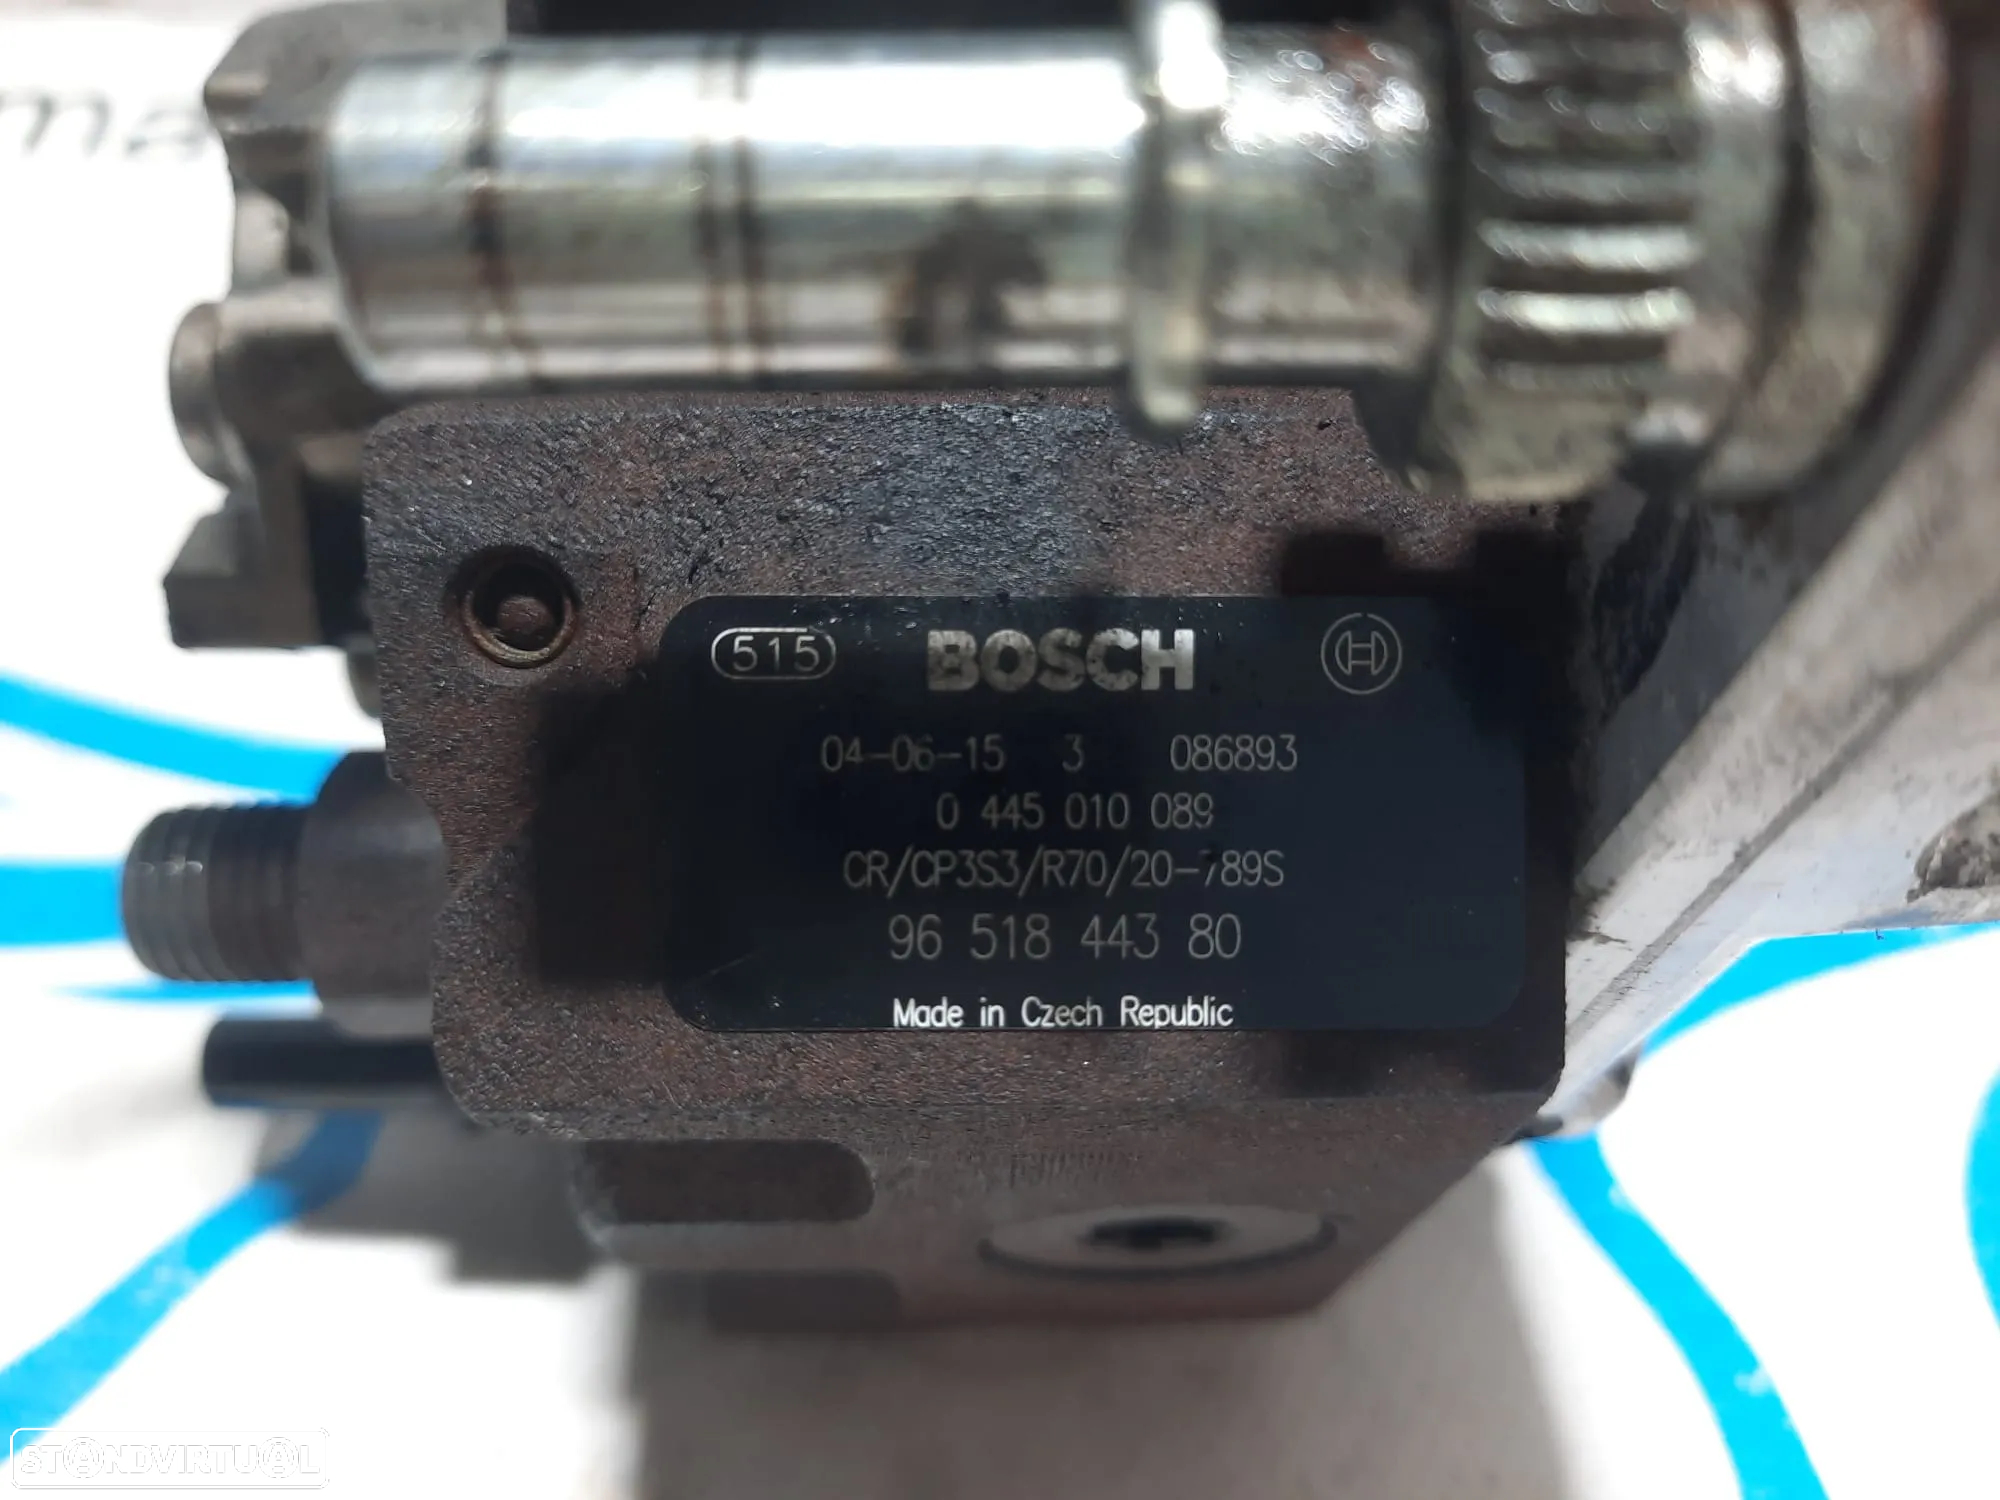 515 BOSCH
04-06-15 3 086893
0 445 010 089
CR/CP3S3/R70/20-789S
96 518 443 80
Made in Czech Republic
STANDVIRTUAL